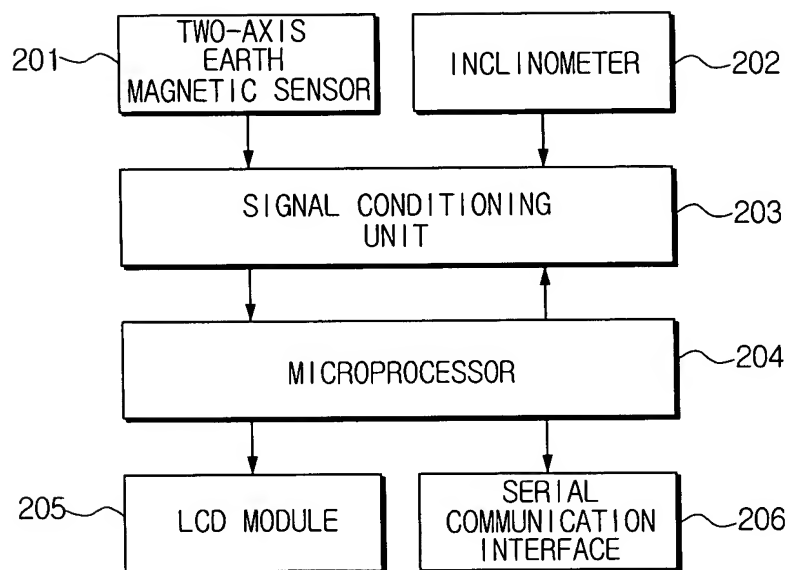 201
TWO-AXIS
EARTH
MAGNETIC SENSOR
INCLINOMETER
202
SIGNAL CONDITIONING
UNIT
203
MICROPROCESSOR
204
205
LCD MODULE
SERIAL
COMMUNICATION
INTERFACE
206